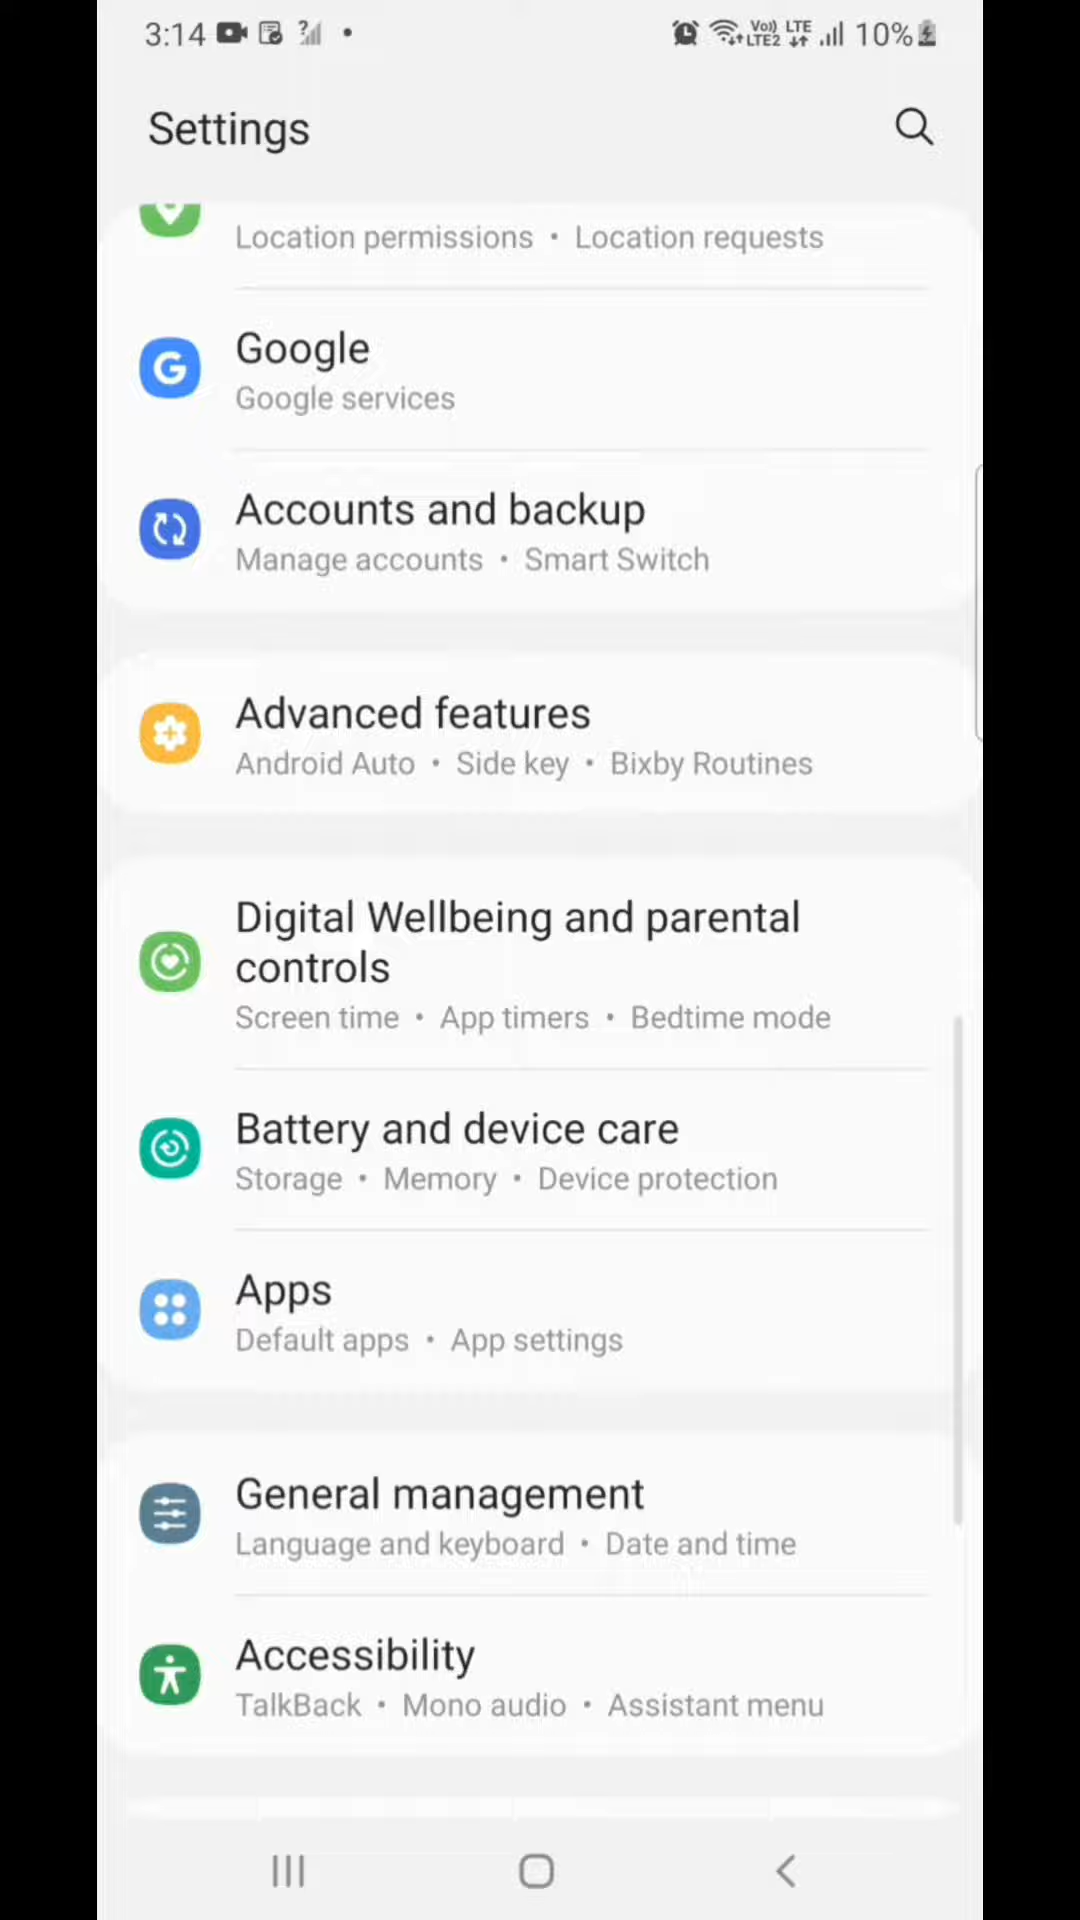 3:14 Vo)) LTE 10%
LTE2
Settings
Location permissions • Location requests
Google
Google services
Accounts and backup
Manage accounts • Smart Switch
Advanced features
Android Auto • Side key • Bixby Routines
Digital Wellbeing and parental
controls
Screen time • App timers • Bedtime mode
Battery and device care
Storage • Memory • Device protection
Apps
Default apps • App settings
General management
Language and keyboard • Date and time
Accessibility
TalkBack • Mono audio • Assistant menu